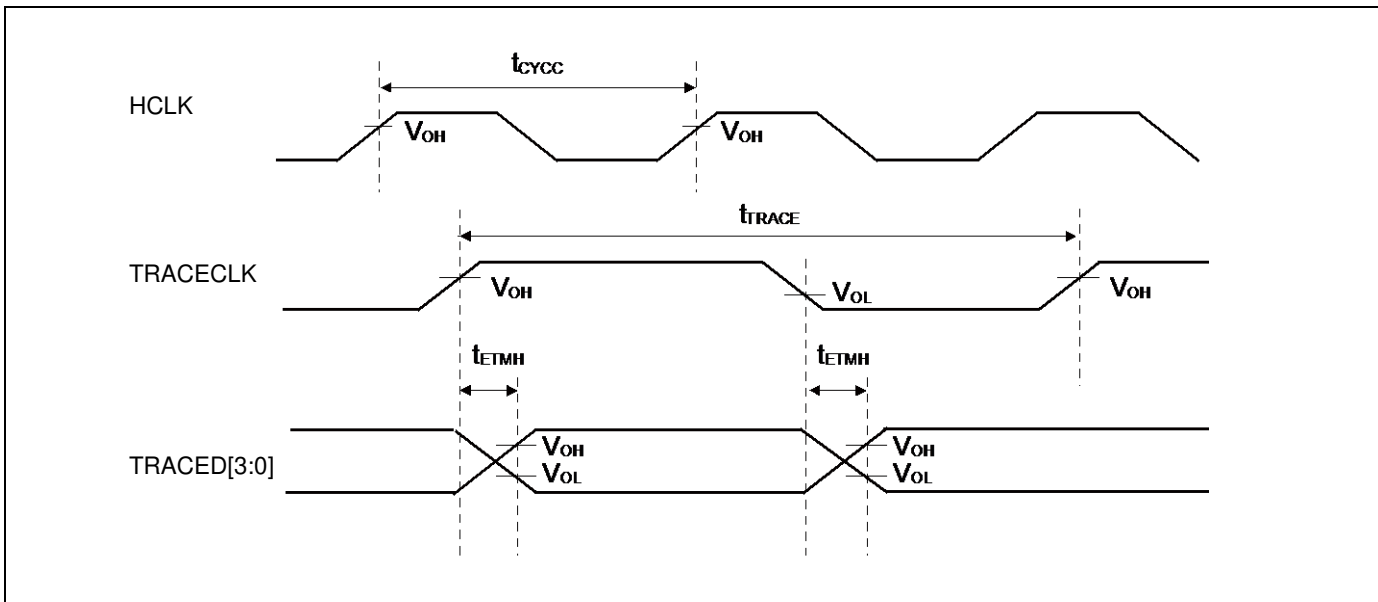 tCYCC
HCLK
VOH VOH
tTRACE
TRACECLK
VOH VOL VOH
tETMH tETMH
TRACED[3:0]
VOH VOH
VOL VOL